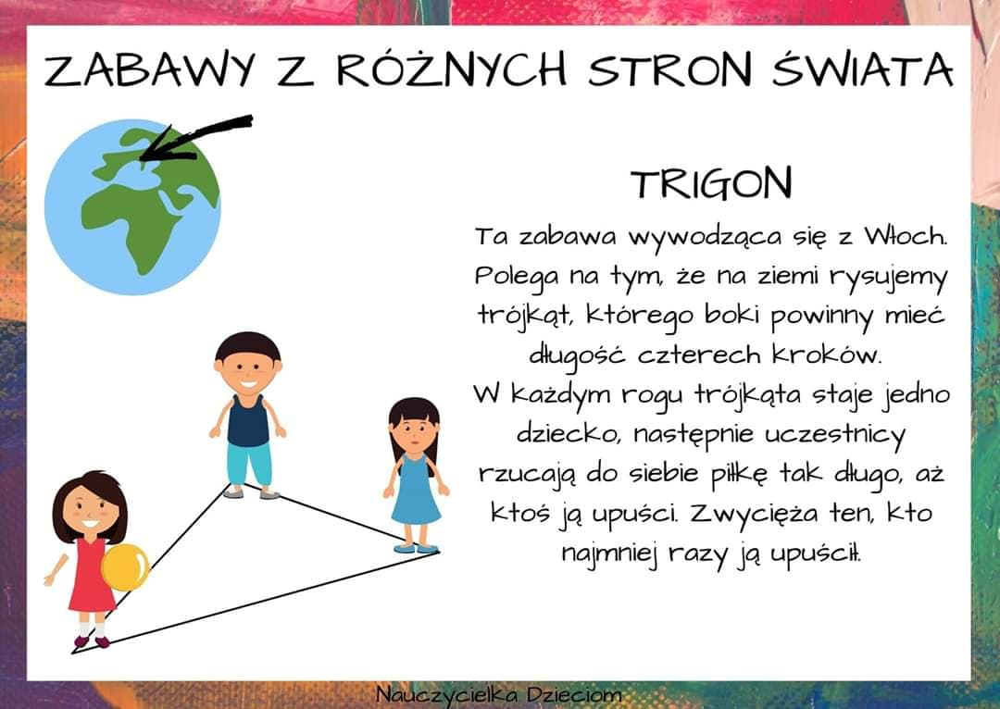 ZABAWY Z RÓŻNYCH STRON ŚWIATA
TRIGON
Ta zabawa wywodząca się z Włoch.
Polega na tym, że na ziemi rysujemy
trójkąt, którego boki powinny mieć
długość czterech kroków.
W każdym rogu trójkąta staje jedno
dziecko, następnie uczestnicy
rzucają do siebie piłkę tak długo, aż
ktoś ją upuści. Zwycięża ten, kto
najmniej razy ją upuścił.
Nauczycielka Dzieciom